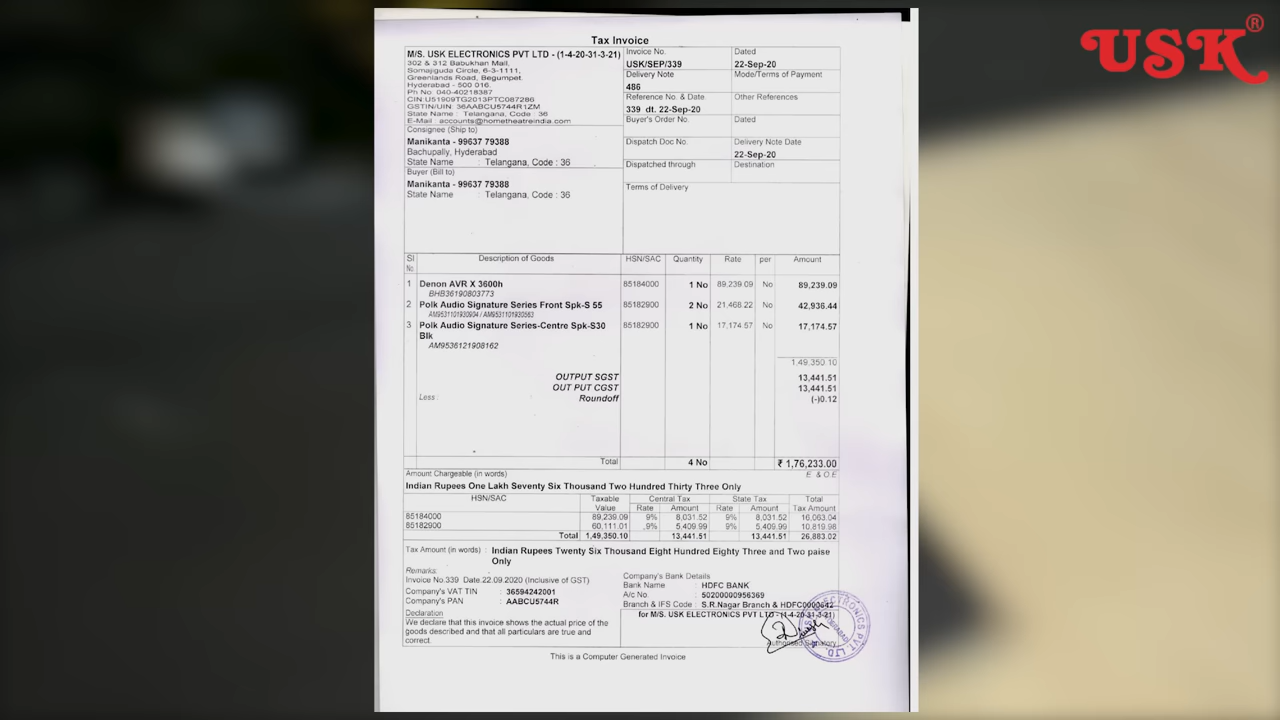 USK®
Tax Invoice
M/S. USK ELECTRONICS PVT LTD - (1-4-20-31-3-21)
302 & 312 Babukhan Mall,
Somajiguda Circle, 6-3-1111,
Greenlands Road, Begumpet.
Hyderabad - 500 016.
Ph No: 040-40218387
CIN:U51909TG2013PTC087286
GSTIN/UIN: 36AABCU5744R1ZM
State Name : Telangana, Code : 36
E-Mail : accounts@hometheatreindia.com
Invoice No. Dated
USK/SEP/339 22-Sep-20
Delivery Note Mode/Terms of Payment
486
Reference No. & Date. Other References
339 dt. 22-Sep-20
Buyer's Order No. Dated
Dispatch Doc No. Delivery Note Date
22-Sep-20
Dispatched through Destination
Terms of Delivery
Consignee (Ship to)
Manikanta - 99637 79388
Bachupally, Hyderabad
State Name : Telangana, Code : 36
Buyer (Bill to)
Manikanta - 99637 79388
State Name : Telangana, Code : 36
Sl No. Description of Goods HSN/SAC Quantity Rate per Amount
1 Denon AVR X 3600h 85184000 1 No 89,239.09 No 89,239.09
BHB36190803773
2 Polk Audio Signature Series Front Spk-S 55 85182900 2 No 21,468.22 No 42,936.44
3 Polk Audio Signature Series-Centre Spk-S30 85182900 1 No 17,174.57 No 17,174.57
Blk
AM9536121908162
1,49,350.10
OUTPUT SGST 13,441.51
OUT PUT CGST 13,441.51
Less : Roundoff (-)0.12
Total 4 No ₹ 1,76,233.00
Amount Chargeable (in words) E. & O.E
Indian Rupees One Lakh Seventy Six Thousand Two Hundred Thirty Three Only
HSN/SAC Taxable Central Tax State Tax Total
Value Rate Amount Rate Amount Tax Amount
85184000 89,239.09 9% 8,031.52 9% 8,031.52 16,063.04
85182900 60,111.01 9% 5,409.99 9% 5,409.99 10,819.98
Total 1,49,350.10 13,441.51 13,441.51 26,883.02
Tax Amount (in words) : Indian Rupees Twenty Six Thousand Eight Hundred Eighty Three and Two paise
Only
Remarks:
Invoice No.339 Date.22.09.2020 (Inclusive of GST)
Company's VAT TIN : 36594242001
Company's PAN : AABCU5744R
Declaration
We declare that this invoice shows the actual price of the
goods described and that all particulars are true and
correct.
Company's Bank Details
Bank Name : HDFC BANK
A/c No. : 50200000956369
Branch & IFS Code : S.R.Nagar Branch & HDFC0000642
for M/S. USK ELECTRONICS PVT LTD - (1-4-20-31-3-21)
Authorised Signatory
This is a Computer Generated Invoice